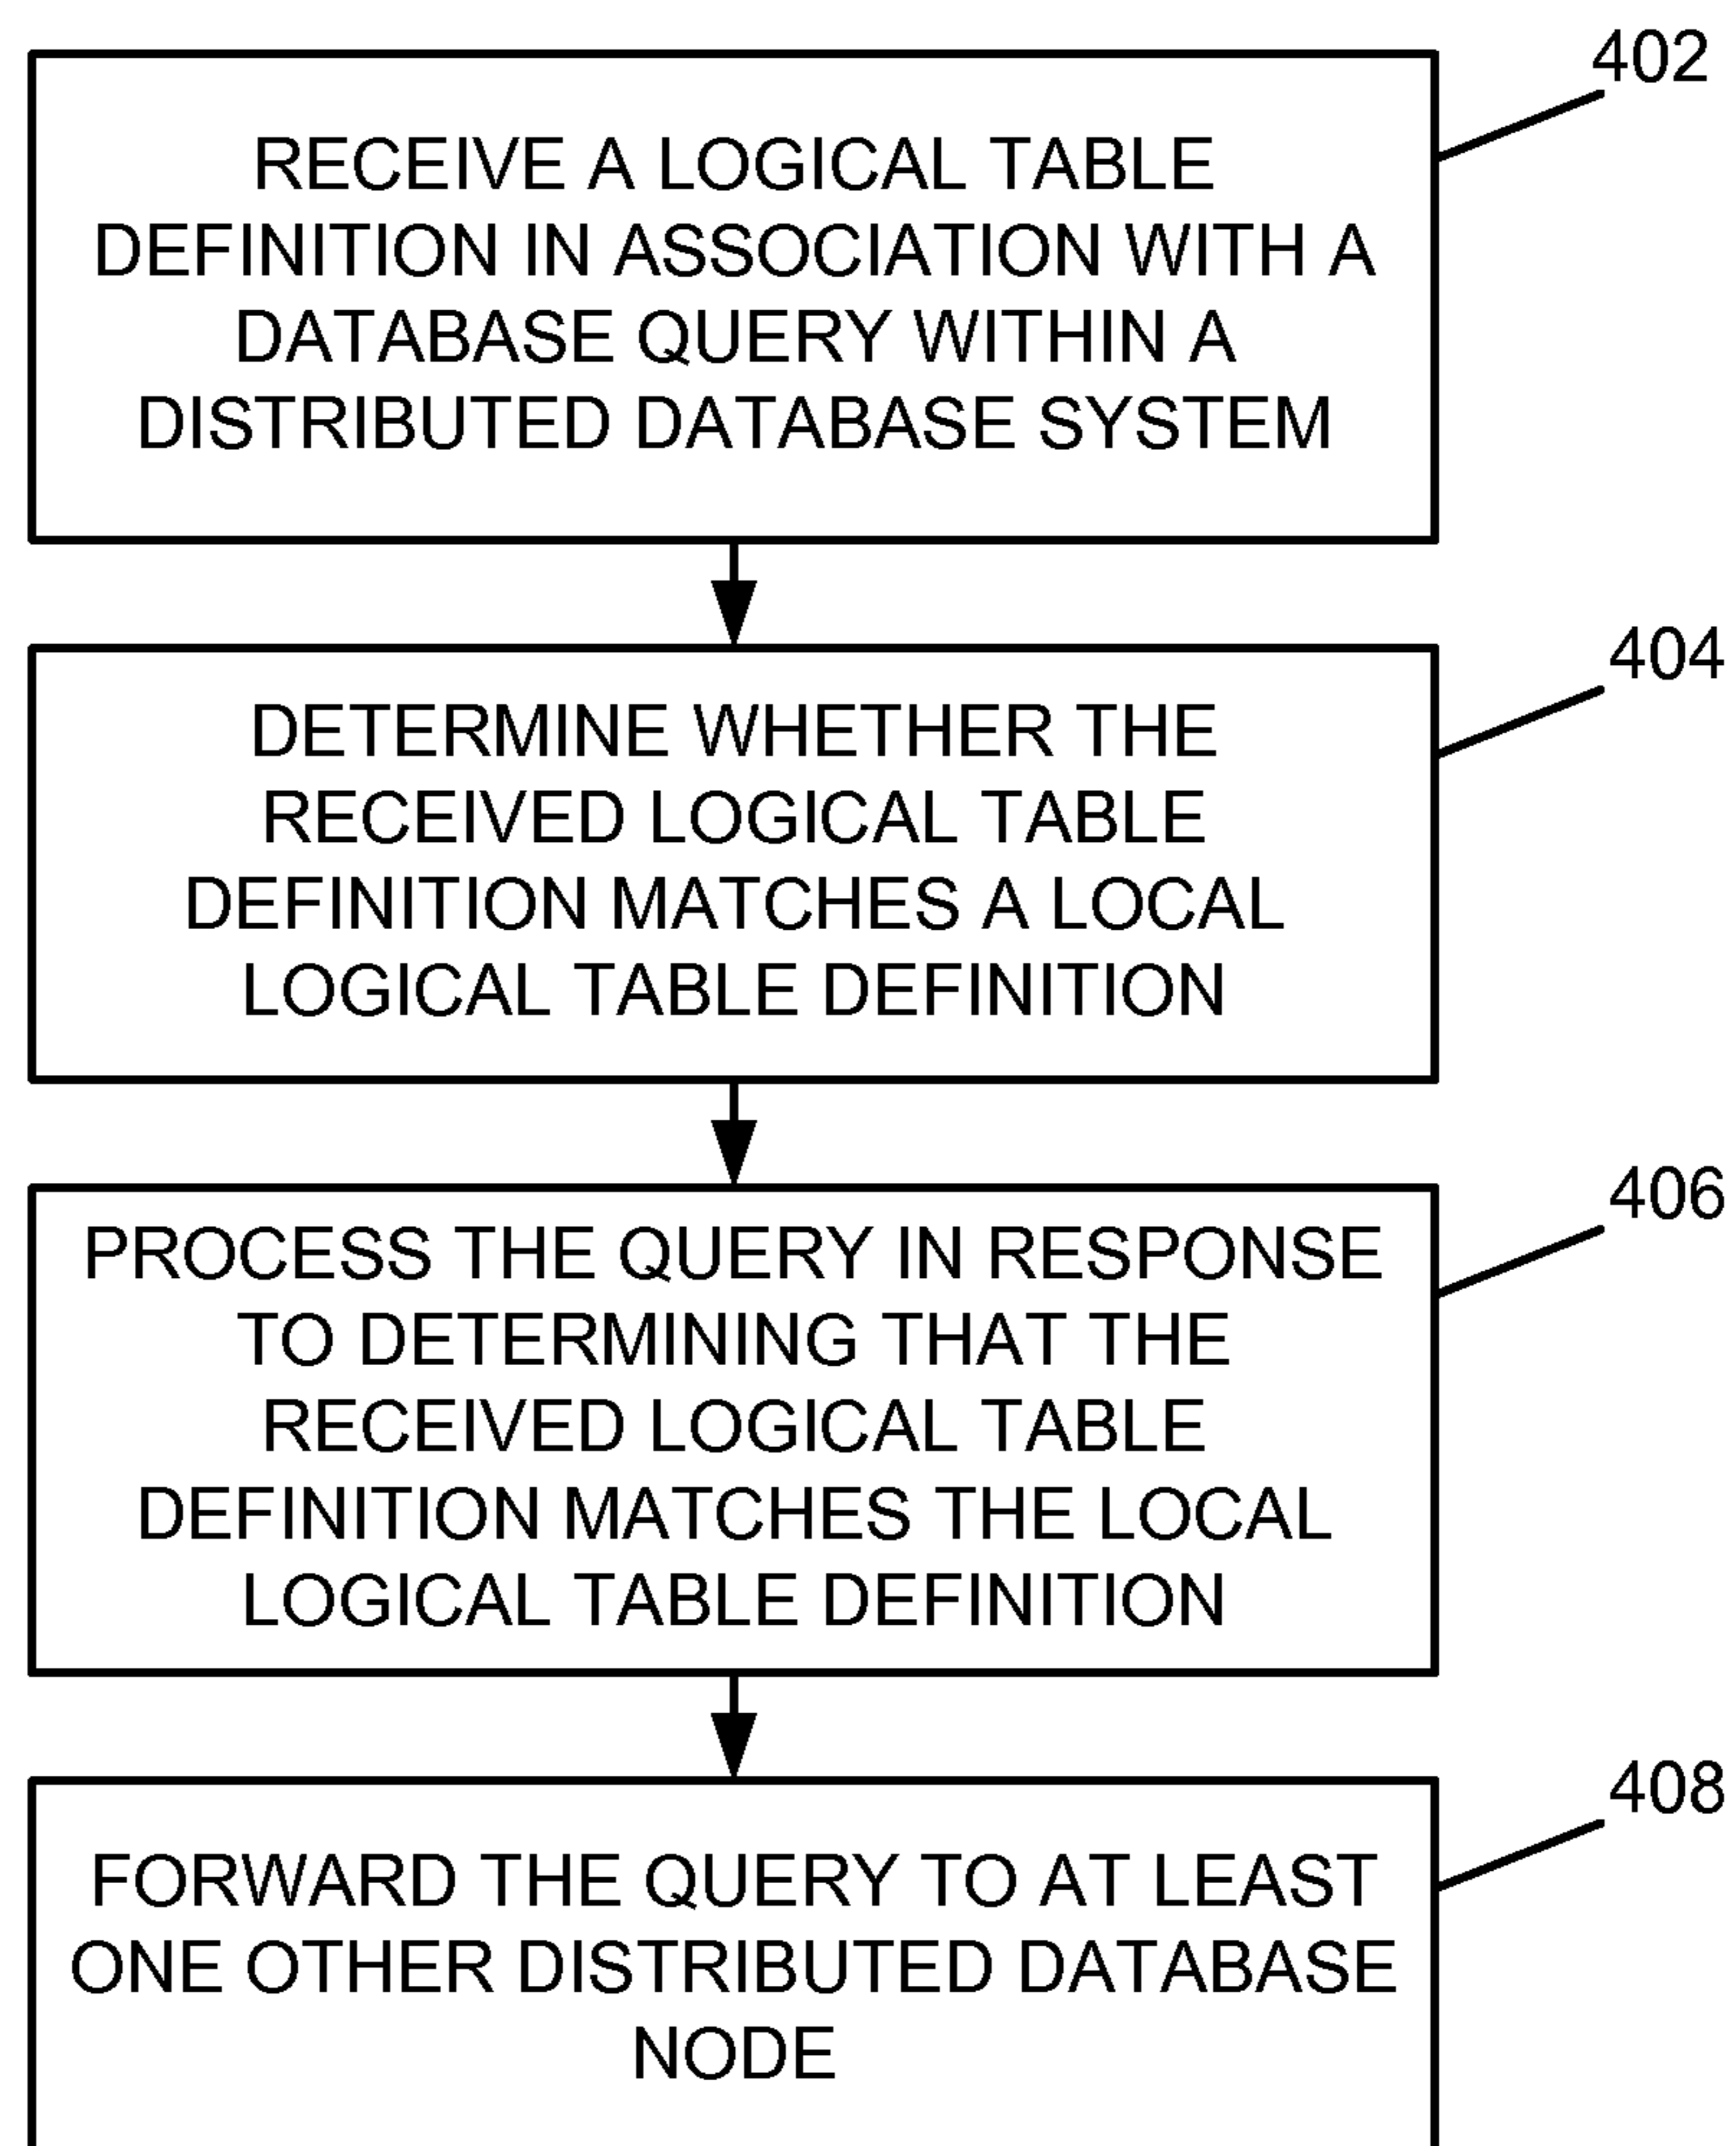 402
RECEIVE A LOGICAL TABLE
DEFINITION IN ASSOCIATION WITH A
DATABASE QUERY WITHIN A
DISTRIBUTED DATABASE SYSTEM
404
DETERMINE WHETHER THE
RECEIVED LOGICAL TABLE
DEFINITION MATCHES A LOCAL
LOGICAL TABLE DEFINITION
406
PROCESS THE QUERY IN RESPONSE
TO DETERMINING THAT THE
RECEIVED LOGICAL TABLE
DEFINITION MATCHES THE LOCAL
LOGICAL TABLE DEFINITION
408
FORWARD THE QUERY TO AT LEAST
ONE OTHER DISTRIBUTED DATABASE
NODE